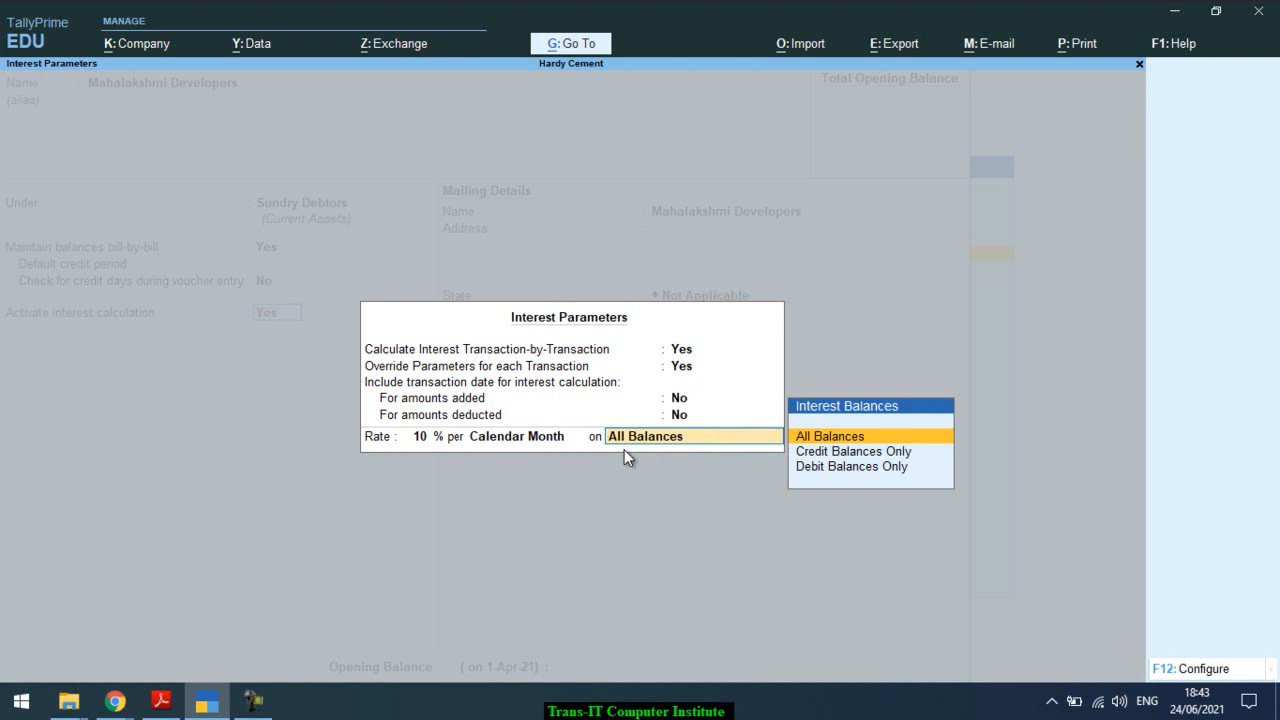 TallyPrime
EDU
MANAGE
K: Company
Y: Data
Z: Exchange
G: Go To
O: Import
E: Export
M: E-mail
P: Print
F1: Help
Interest Parameters
Hardy Cement
Name : Mahalakshmi Developers
(alias)
Total Opening Balance
Under : Sundry Debtors
(Current Assets)
Maintain balances bill-by-bill : Yes
Default credit period :
Check for credit days during voucher entry : No
Activate interest calculation : Yes
Mailing Details
Name : Mahalakshmi Developers
Address :
State : Not Applicable
Interest Parameters
Calculate Interest Transaction-by-Transaction : Yes
Override Parameters for each Transaction : Yes
Include transaction date for interest calculation:
For amounts added : No
For amounts deducted : No
Rate : 10 % per Calendar Month on All Balances
Interest Balances
All Balances
Credit Balances Only
Debit Balances Only
Opening Balance ( on 1-Apr-21) :
F12: Configure
ENG
18:43
24/06/2021
Trans-IT Computer Institute